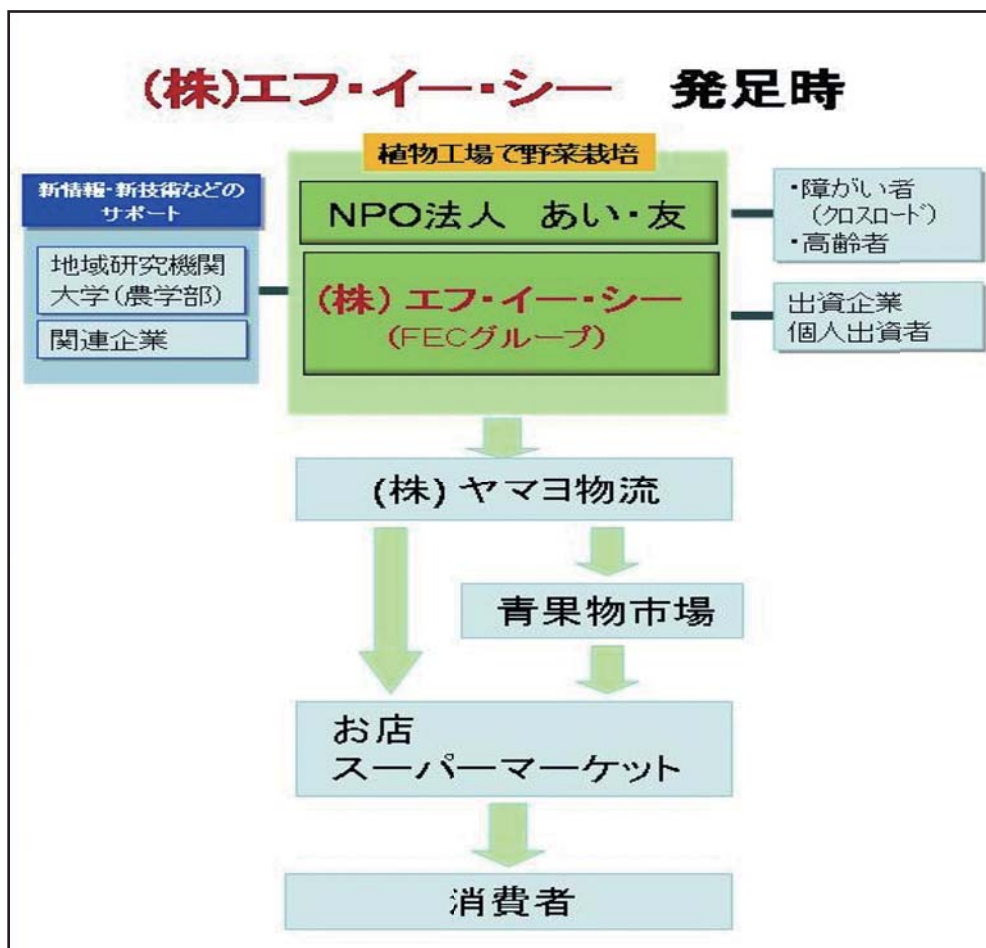 (株)エフ・イー・シー 発足時
植物工場で野菜栽培
新情報・新技術などの
サポート
地域研究機関
大学(農学部)
関連企業
NPO法人 あい・友
(株) エフ・イー・シー
(FECグループ)
・障がい者
(クロスロード)
・高齢者
出資企業
個人出資者
(株) ヤマヨ物流
青果物市場
お店
スーパーマーケット
消費者